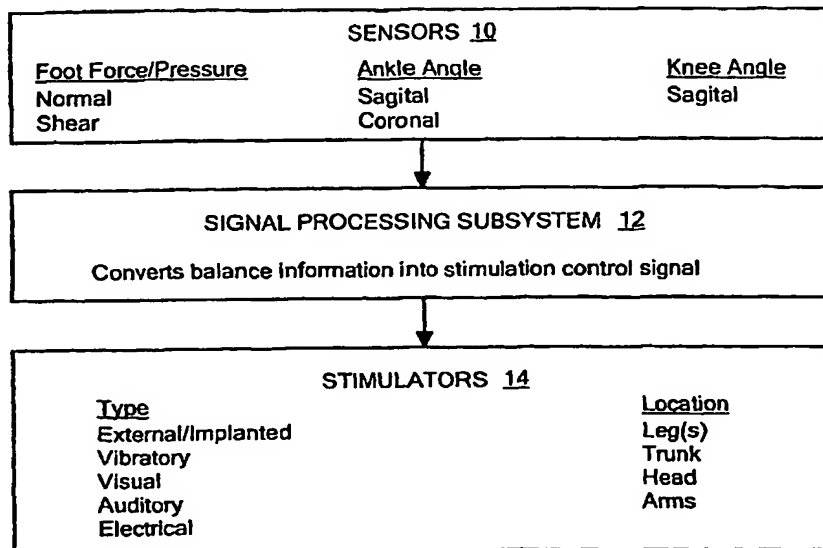 SENSORS 10
Foot Force/Pressure Ankle Angle Knee Angle
Normal Sagital Sagital
Shear Coronal
SIGNAL PROCESSING SUBSYSTEM 12
Converts balance information into stimulation control signal
STIMULATORS 14
Type Location
External/Implanted Leg(s)
Vibratory Trunk
Visual Head
Auditory Arms
Electrical